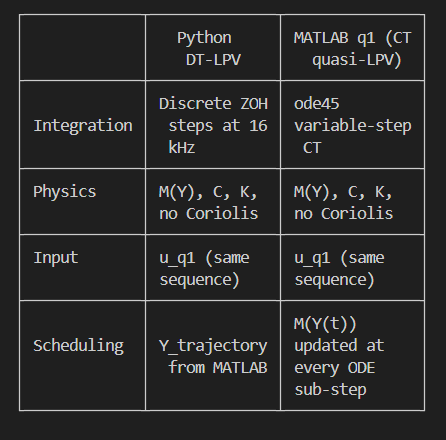 Python DT-LPV
MATLAB q1 (CT quasi-LPV)
Integration
Discrete ZOH steps at 16 kHz
ode45 variable-step CT
Physics
M(Y), C, K, no Coriolis
M(Y), C, K, no Coriolis
Input
u_q1 (same sequence)
u_q1 (same sequence)
Scheduling
Y_trajectory from MATLAB
M(Y(t)) updated at every ODE sub-step